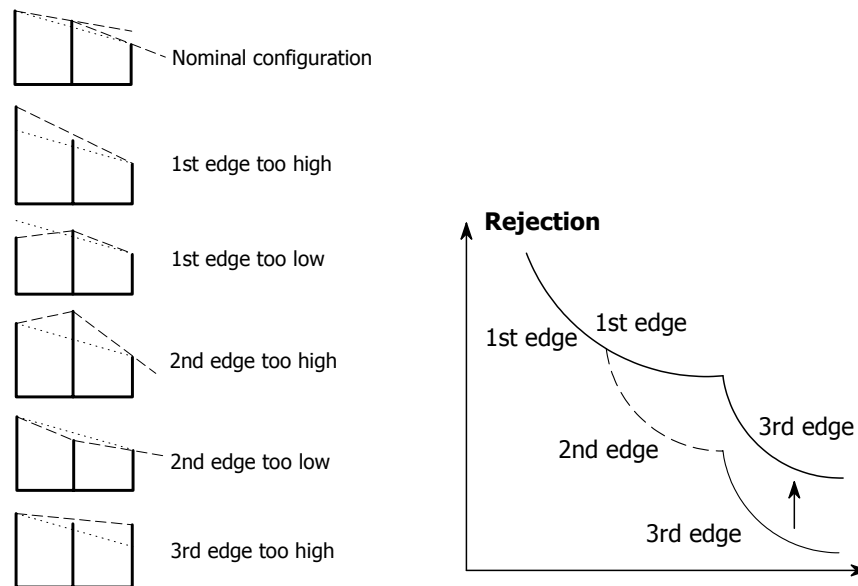 Nominal configuration
1st edge too high
1st edge too low
2nd edge too high
2nd edge too low
3rd edge too high
Rejection
1st edge
1st edge
3rd edge
2nd edge
3rd edge